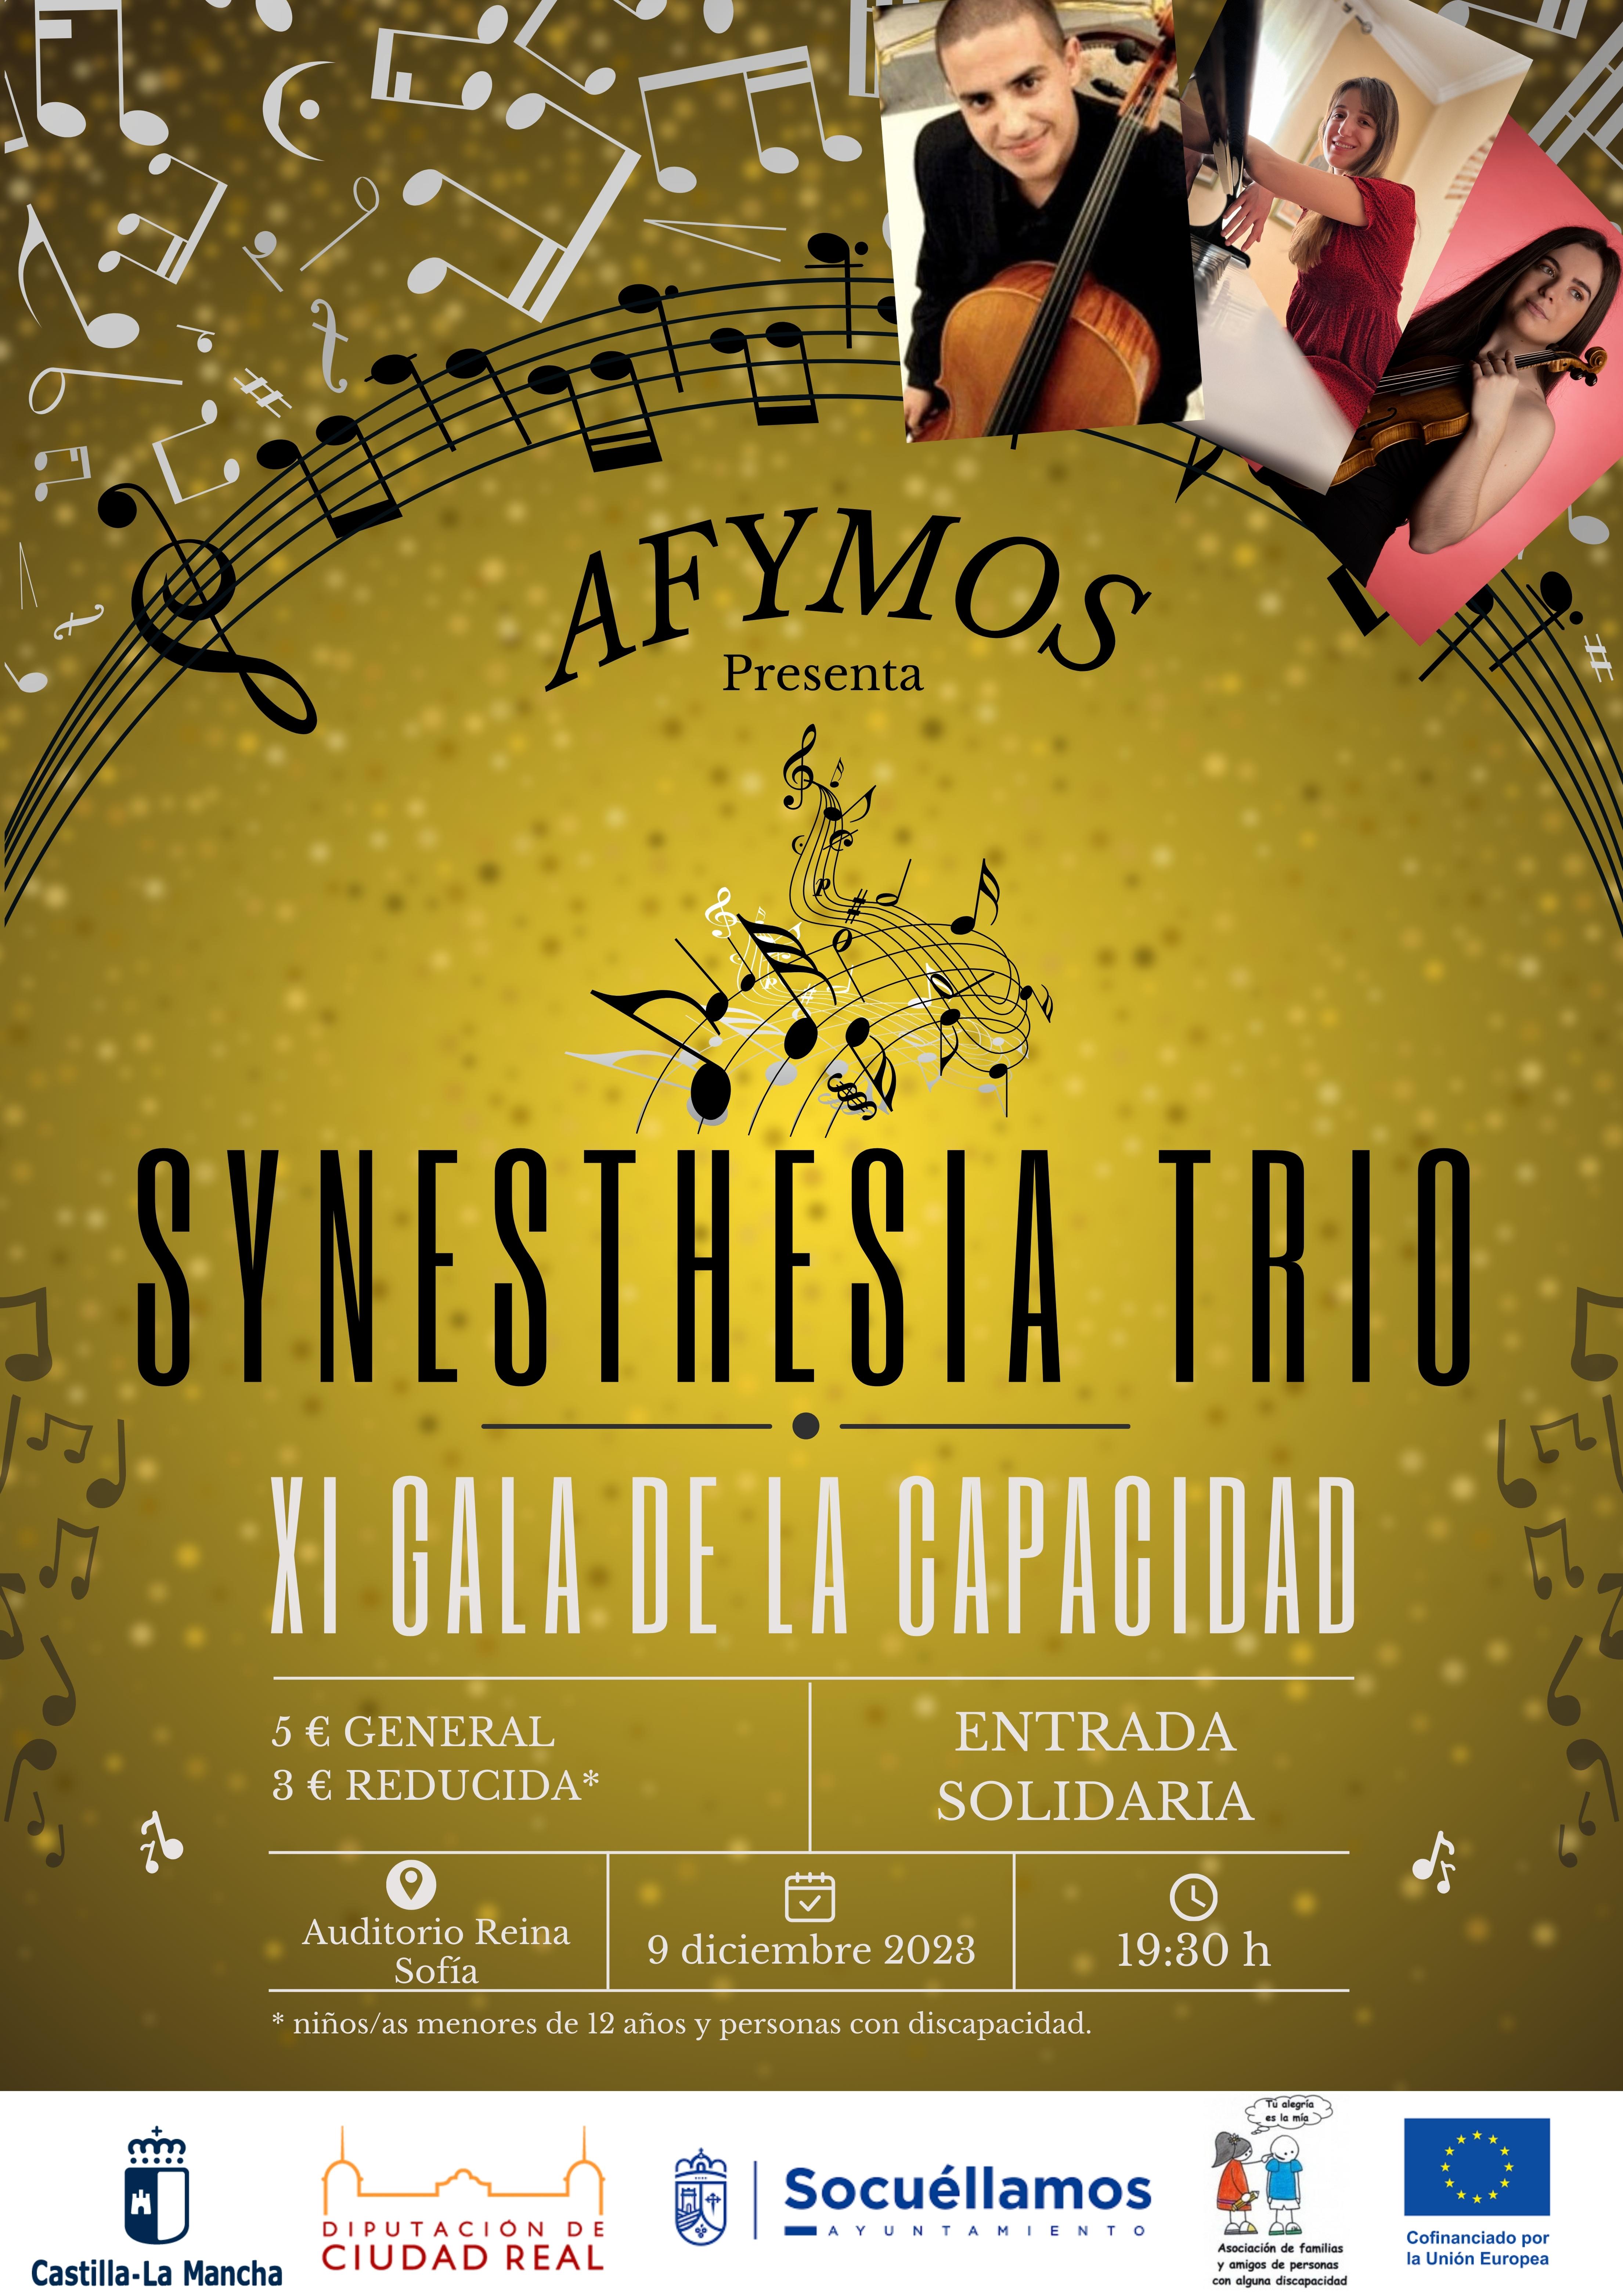 AFYMOS
Presenta
SYNESTHESIA TRIO
XI GALA DE LA CAPACIDAD
5 € GENERAL
3 € REDUCIDA*
ENTRADA
SOLIDARIA
Auditorio Reina
Sofía
9 diciembre 2023
19:30 h
* niños/as menores de 12 años y personas con discapacidad.
Castilla-La Mancha
DIPUTACIÓN DE
CIUDAD REAL
Socuéllamos
AYUNTAMIENTO
Tú alegría
es la mía
Asociación de familias
y amigos de personas
con alguna discapacidad
Cofinanciado por
la Unión Europea